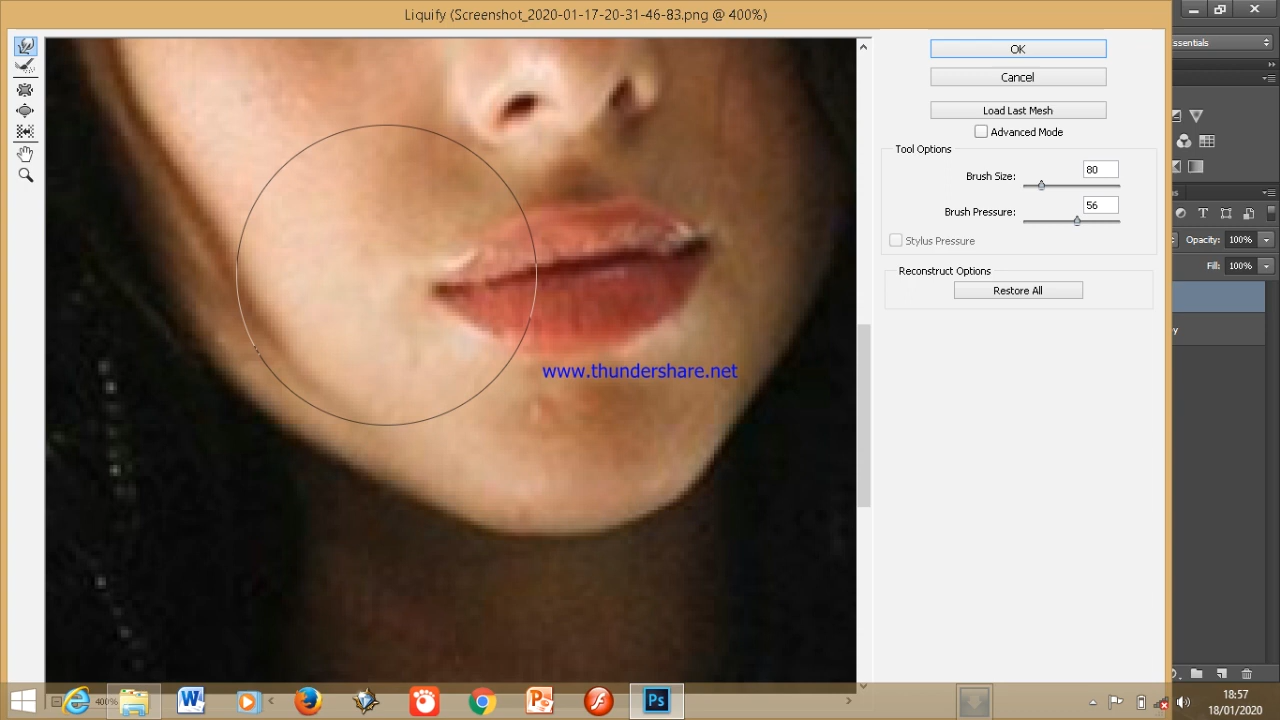 Liquify (Screenshot_2020-01-17-20-31-46-83.png @ 400%)
OK
Cancel
Load Last Mesh
Advanced Mode
Tool Options
Brush Size:
80
Brush Pressure:
56
Stylus Pressure
Reconstruct Options
Restore All
www.thundershare.net
ssentials
Opacity: 100%
Fill: 100%
400%
Ps
18:57
18/01/2020